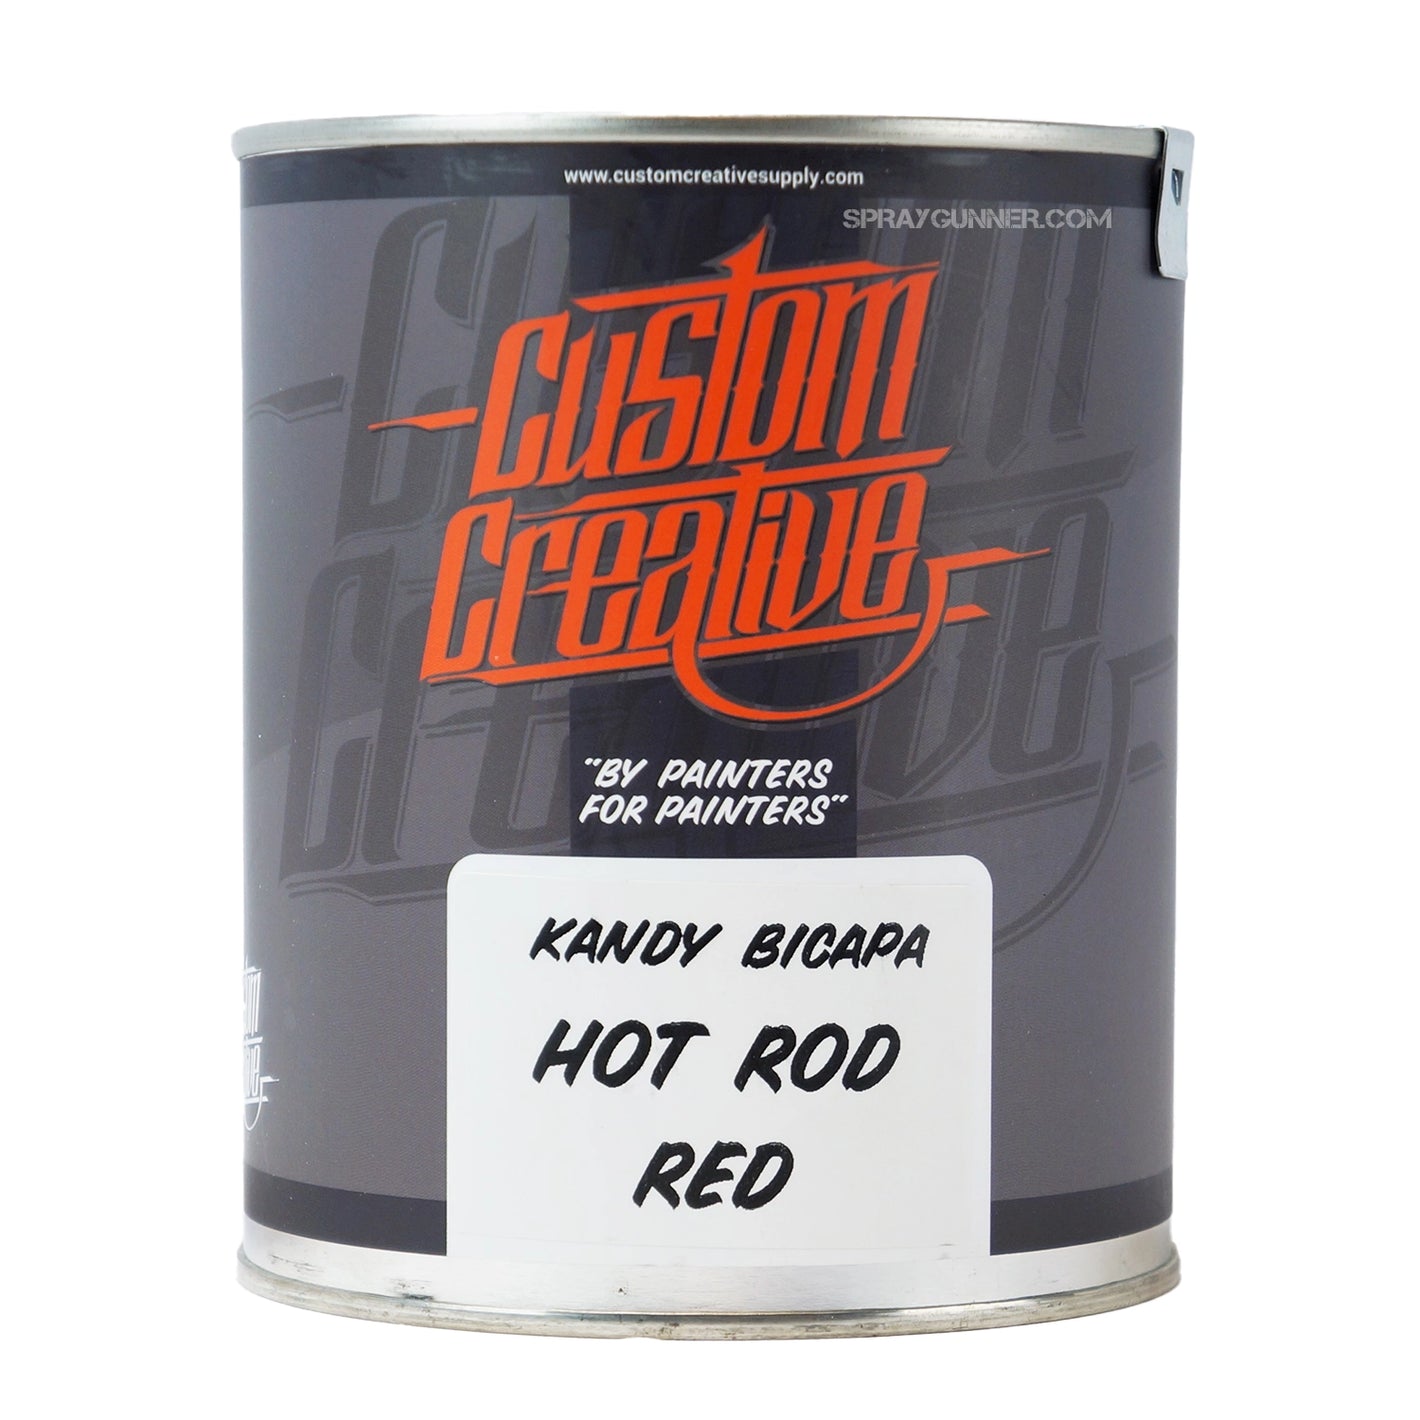 www.customcreativesupply.com
SPRAYGUNNER.COM
Custom
Creative
"BY PAINTERS
FOR PAINTERS"
KANDY BICAPA
HOT ROD
RED